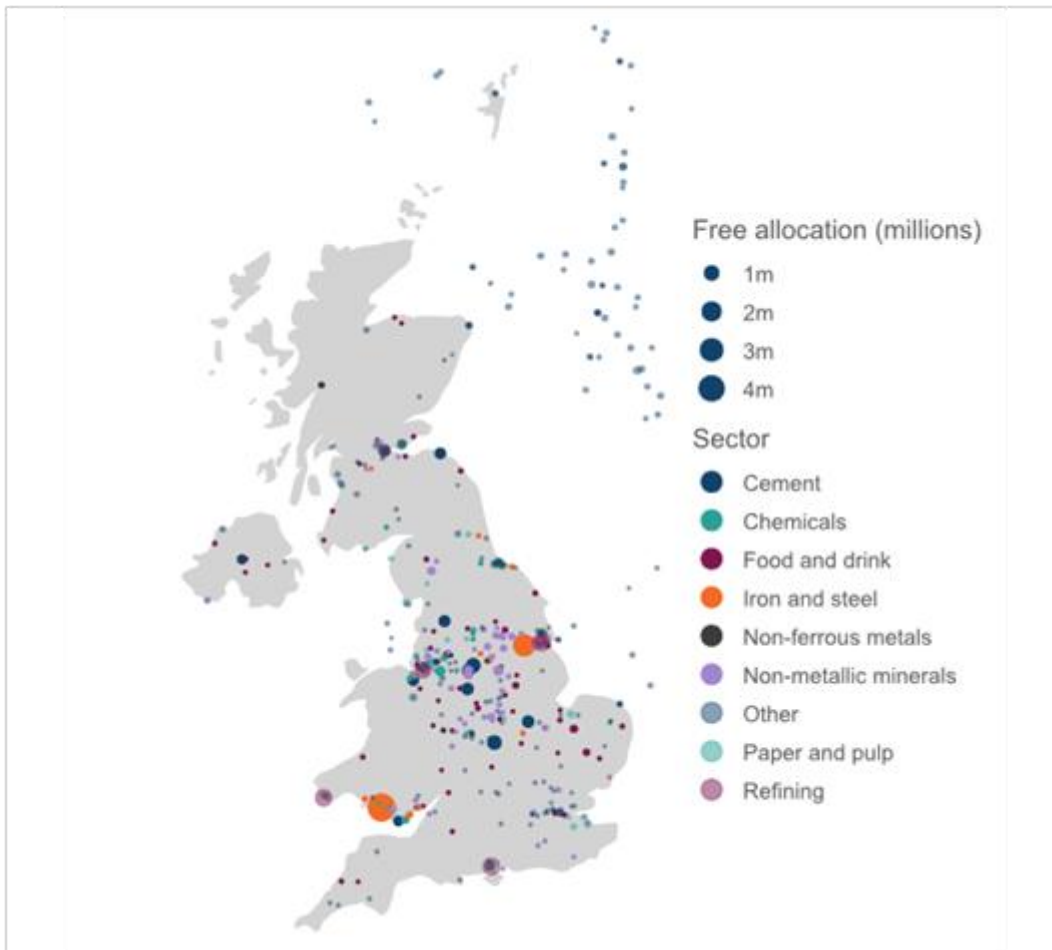 Free allocation (millions)
1m
2m
3m
4m
Sector
Cement
Chemicals
Food and drink
Iron and steel
Non-ferrous metals
Non-metallic minerals
Other
Paper and pulp
Refining